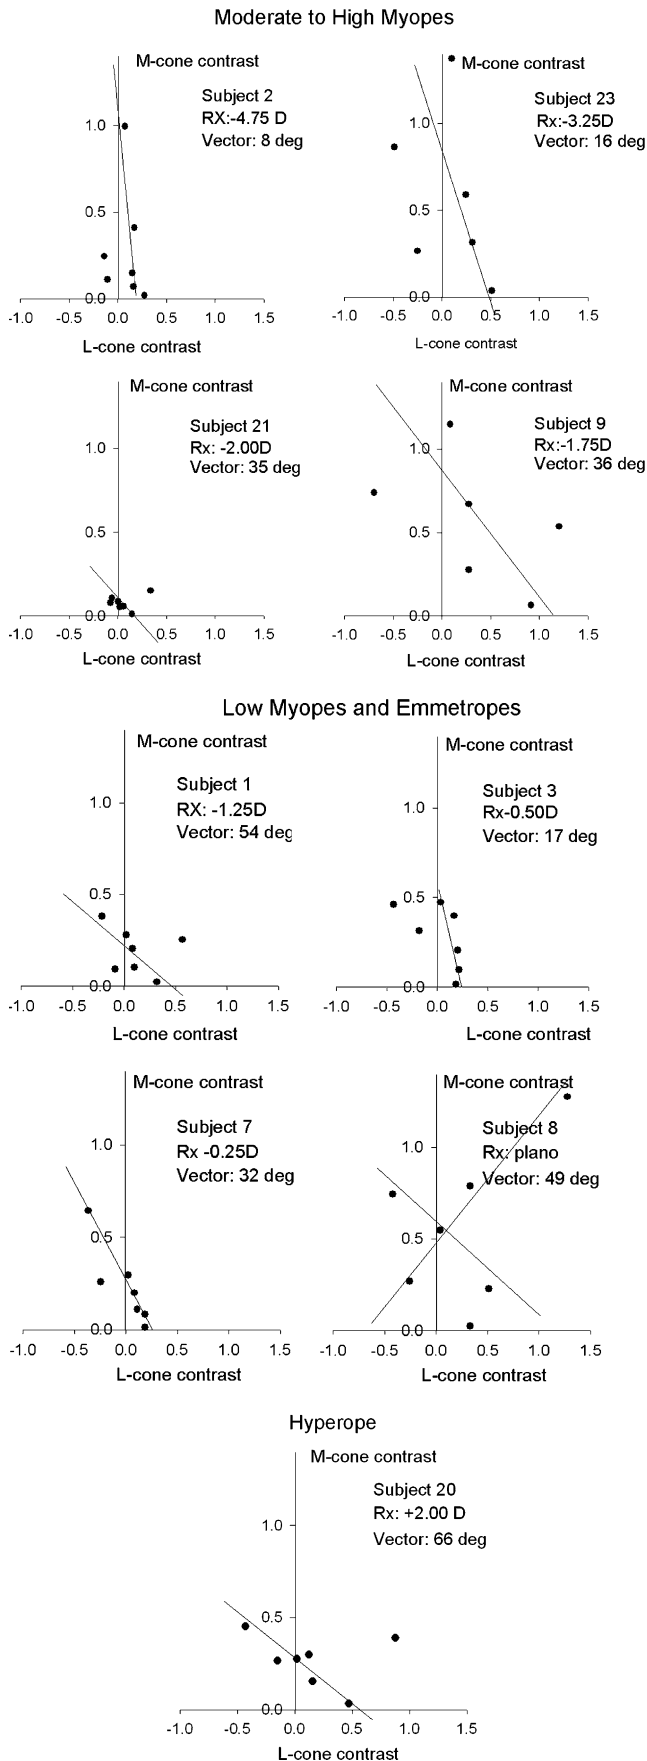 Moderate to High Myopes
M-cone contrast
Subject 2
RX:-4.75 D
Vector: 8 deg
1.0
0.5
0.0
-1.0 -0.5 0.0 0.5 1.0 1.5
L-cone contrast
M-cone contrast
Subject 23
Rx:-3.25D
Vector: 16 deg
1.0
0.5
0.0
-1.0 -0.5 0.0 0.5 1.0 1.5
L-cone contrast
M-cone contrast
Subject 21
Rx: -2.00D
Vector: 35 deg
1.0
0.5
0.0
-1.0 -0.5 0.0 0.5 1.0 1.5
L-cone contrast
M-cone contrast
Subject 9
Rx:-1.75D
Vector: 36 deg
1.0
0.5
0.0
-1.0 -0.5 0.0 0.5 1.0 1.5
L-cone contrast
Low Myopes and Emmetropes
M-cone contrast
Subject 1
RX: -1.25D
Vector: 54 deg
1.0
0.5
0.0
-1.0 -0.5 0.0 0.5 1.0 1.5
L-cone contrast
M-cone contrast
Subject 3
Rx-0.50D
Vector: 17 deg
1.0
0.5
0.0
-1.0 -0.5 0.0 0.5 1.0 1.5
L-cone contrast
M-cone contrast
Subject 7
Rx -0.25D
Vector: 32 deg
1.0
0.5
0.0
-1.0 -0.5 0.0 0.5 1.0 1.5
L-cone contrast
M-cone contrast
Subject 8
Rx: plano
Vector: 49 deg
1.0
0.5
0.0
-1.0 -0.5 0.0 0.5 1.0 1.5
L-cone contrast
Hyperope
M-cone contrast
Subject 20
Rx: +2.00 D
Vector: 66 deg
1.0
0.5
0.0
-1.0 -0.5 0.0 0.5 1.0 1.5
L-cone contrast